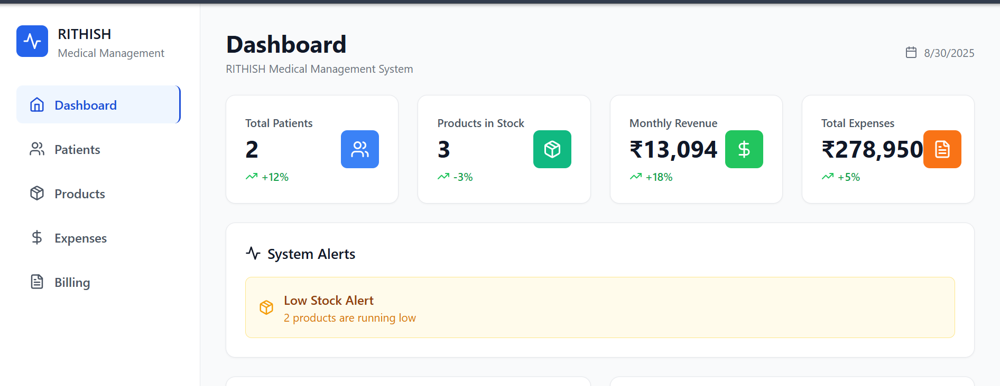 RITHISH
Medical Management
Dashboard
Patients
Products
Expenses
Billing
Dashboard
RITHISH Medical Management System
8/30/2025
Total Patients
2
+12%
Products in Stock
3
-3%
Monthly Revenue
₹13,094
+18%
Total Expenses
₹278,950
+5%
System Alerts
Low Stock Alert
2 products are running low